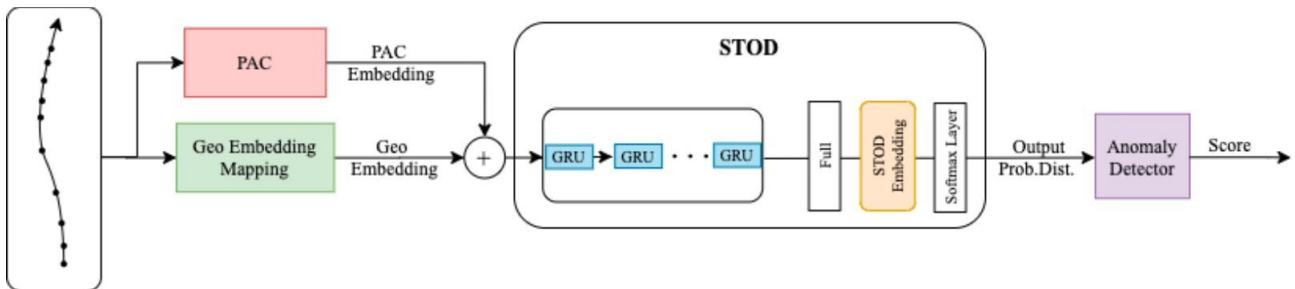 STOD
PAC
PAC
Embedding
Geo Embedding
Mapping
Geo
Embedding
+
GRU
GRU
GRU
Full
STOD
Embedding
Softmax Layer
Output
Prob.Dist.
Anomaly
Detector
Score